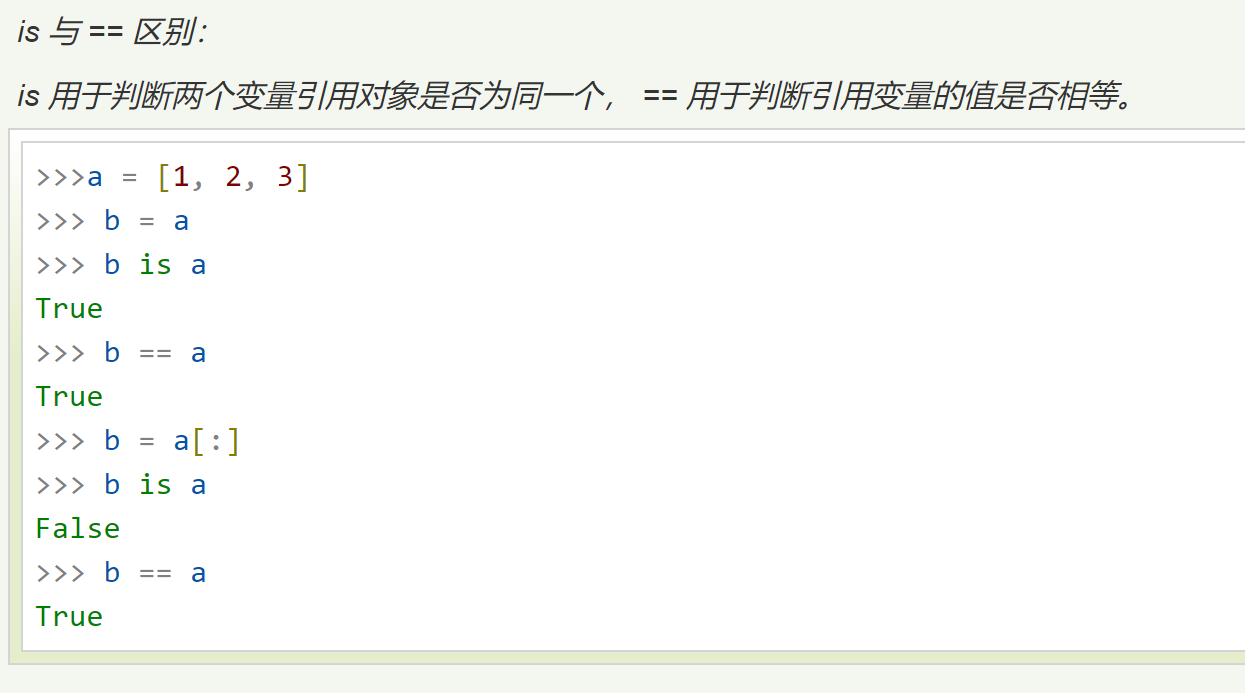 is 与 == 区别：
is 用于判断两个变量引用对象是否为同一个， == 用于判断引用变量的值是否相等。
>>>a = [1, 2, 3]
>>> b = a
>>> b is a
True
>>> b == a
True
>>> b = a[:]
>>> b is a
False
>>> b == a
True